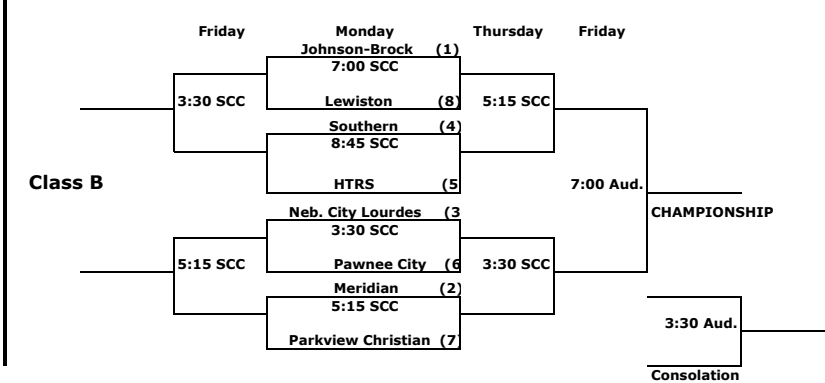 Friday Monday Thursday Friday
Johnson-Brock (1)
7:00 SCC
3:30 SCC Lewiston (8) 5:15 SCC
Southern (4)
8:45 SCC
Class B HTRS (5 7:00 Aud.
Neb. City Lourdes (3 CHAMPIONSHIP
3:30 SCC
5:15 SCC Pawnee City (6 3:30 SCC
Meridian (2)
5:15 SCC
3:30 Aud.
Parkview Christian (7)
Consolation